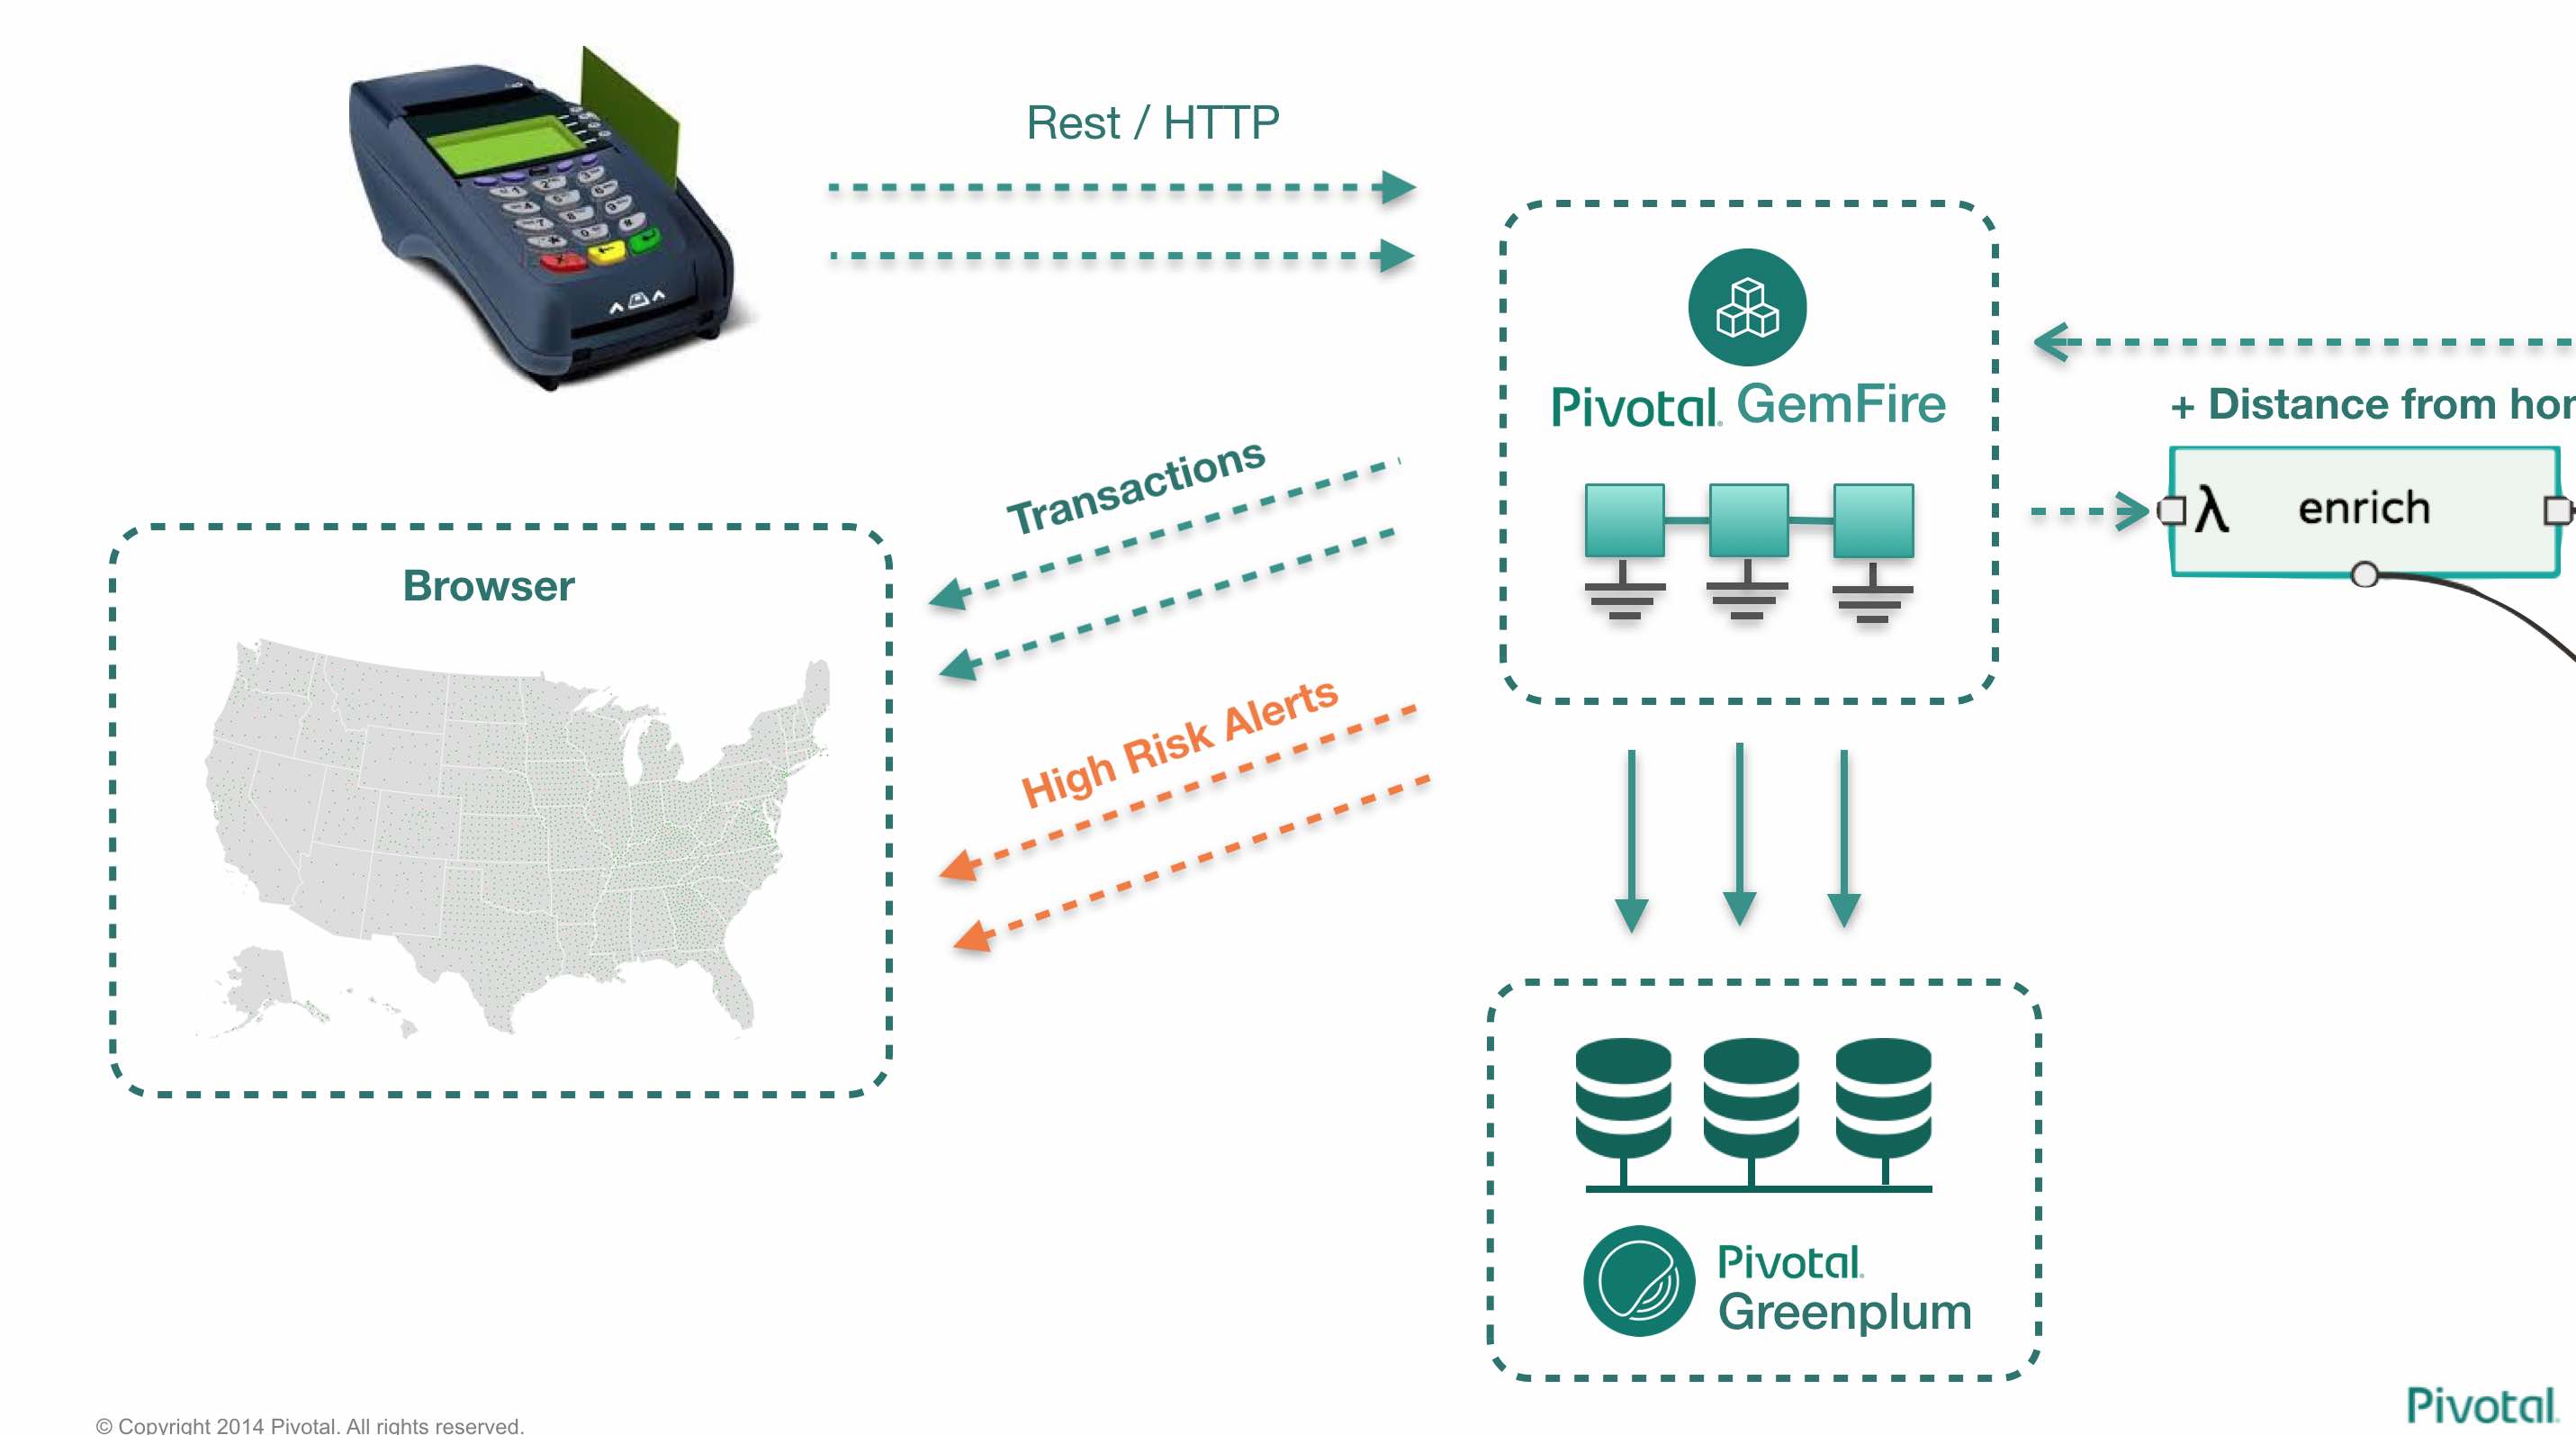 Rest / HTTP
Pivotal GemFire
+ Distance from hor
λ enrich
Transactions
Browser
High Risk Alerts
Pivotal
Greenplum
© Copyright 2014 Pivotal. All rights reserved.
Pivotal